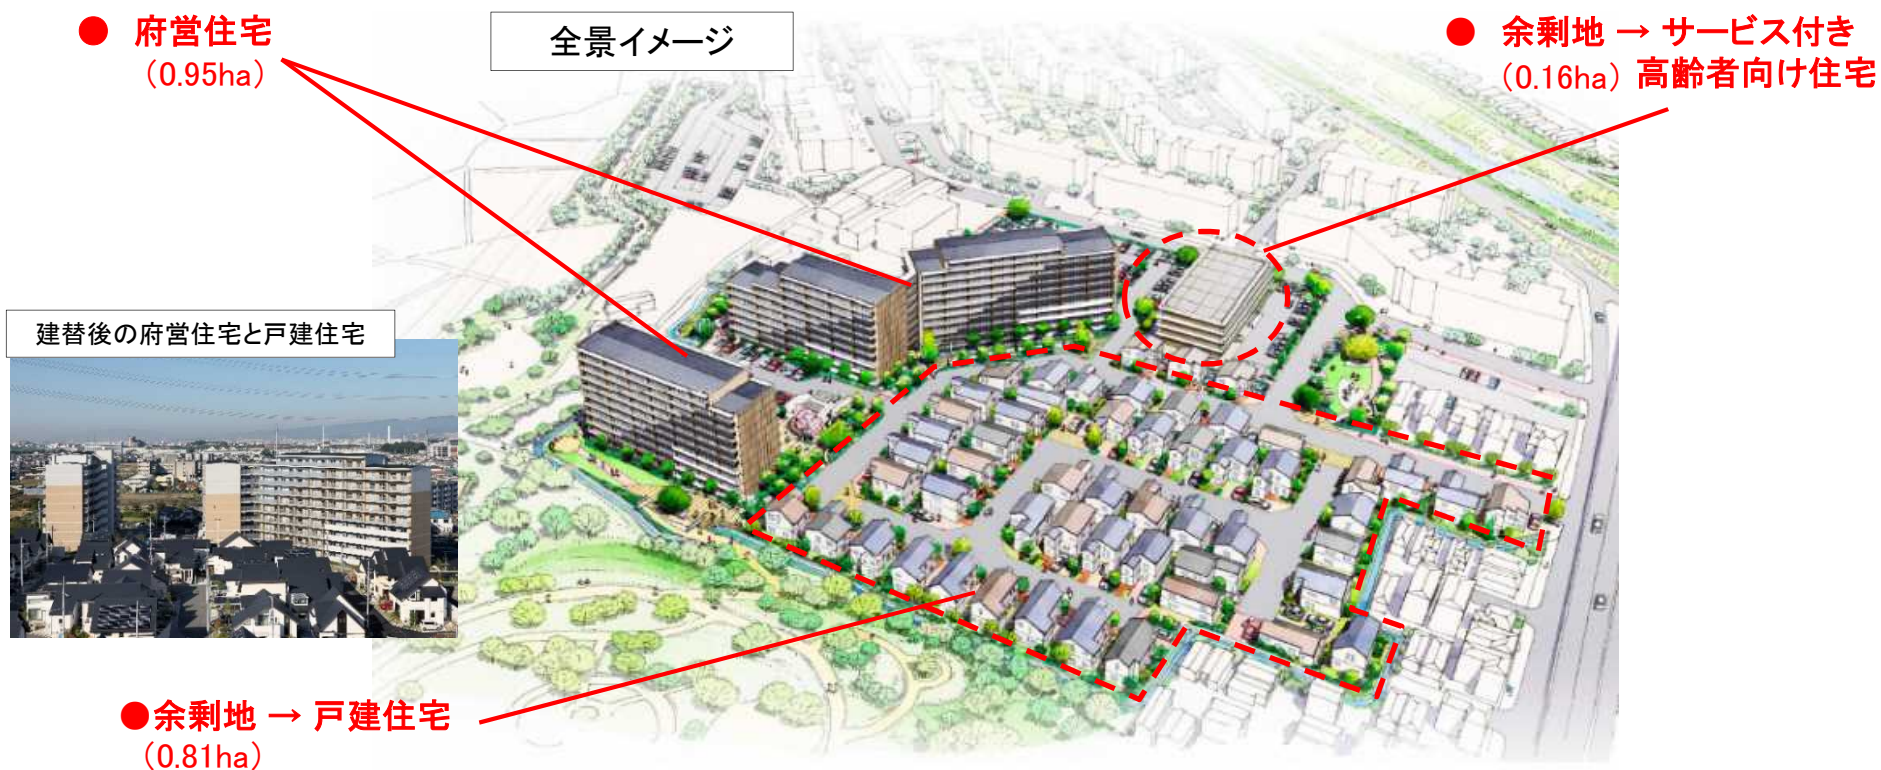 ● 府営住宅
（0.95ha）
全景イメージ
● 余剰地 → サービス付き
（0.16ha） 高齢者向け住宅
建替後の府営住宅と戸建住宅
●余剰地 → 戸建住宅
（0.81ha）